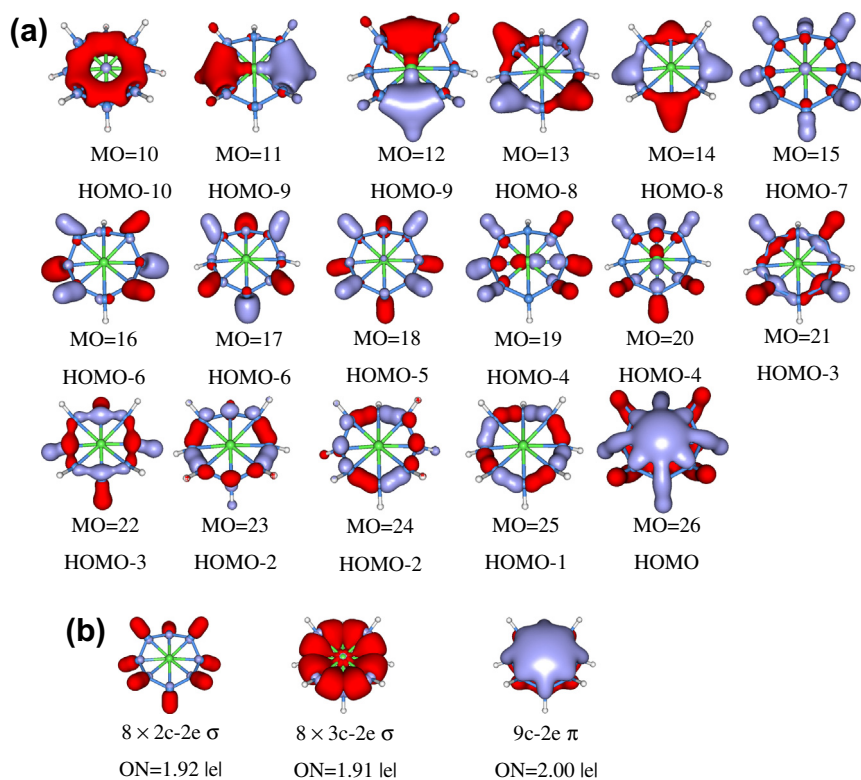 (a)
MO=10 MO=11 MO=12 MO=13 MO=14 MO=15
HOMO-10 HOMO-9 HOMO-9 HOMO-8 HOMO-8 HOMO-7
MO=16 MO=17 MO=18 MO=19 MO=20 MO=21
HOMO-6 HOMO-6 HOMO-5 HOMO-4 HOMO-4 HOMO-3
MO=22 MO=23 MO=24 MO=25 MO=26
HOMO-3 HOMO-2 HOMO-2 HOMO-1 HOMO
(b)
8 × 2c-2e σ 8 × 3c-2e σ 9c-2e π
ON=1.92 |e| ON=1.91 |e| ON=2.00 |e|